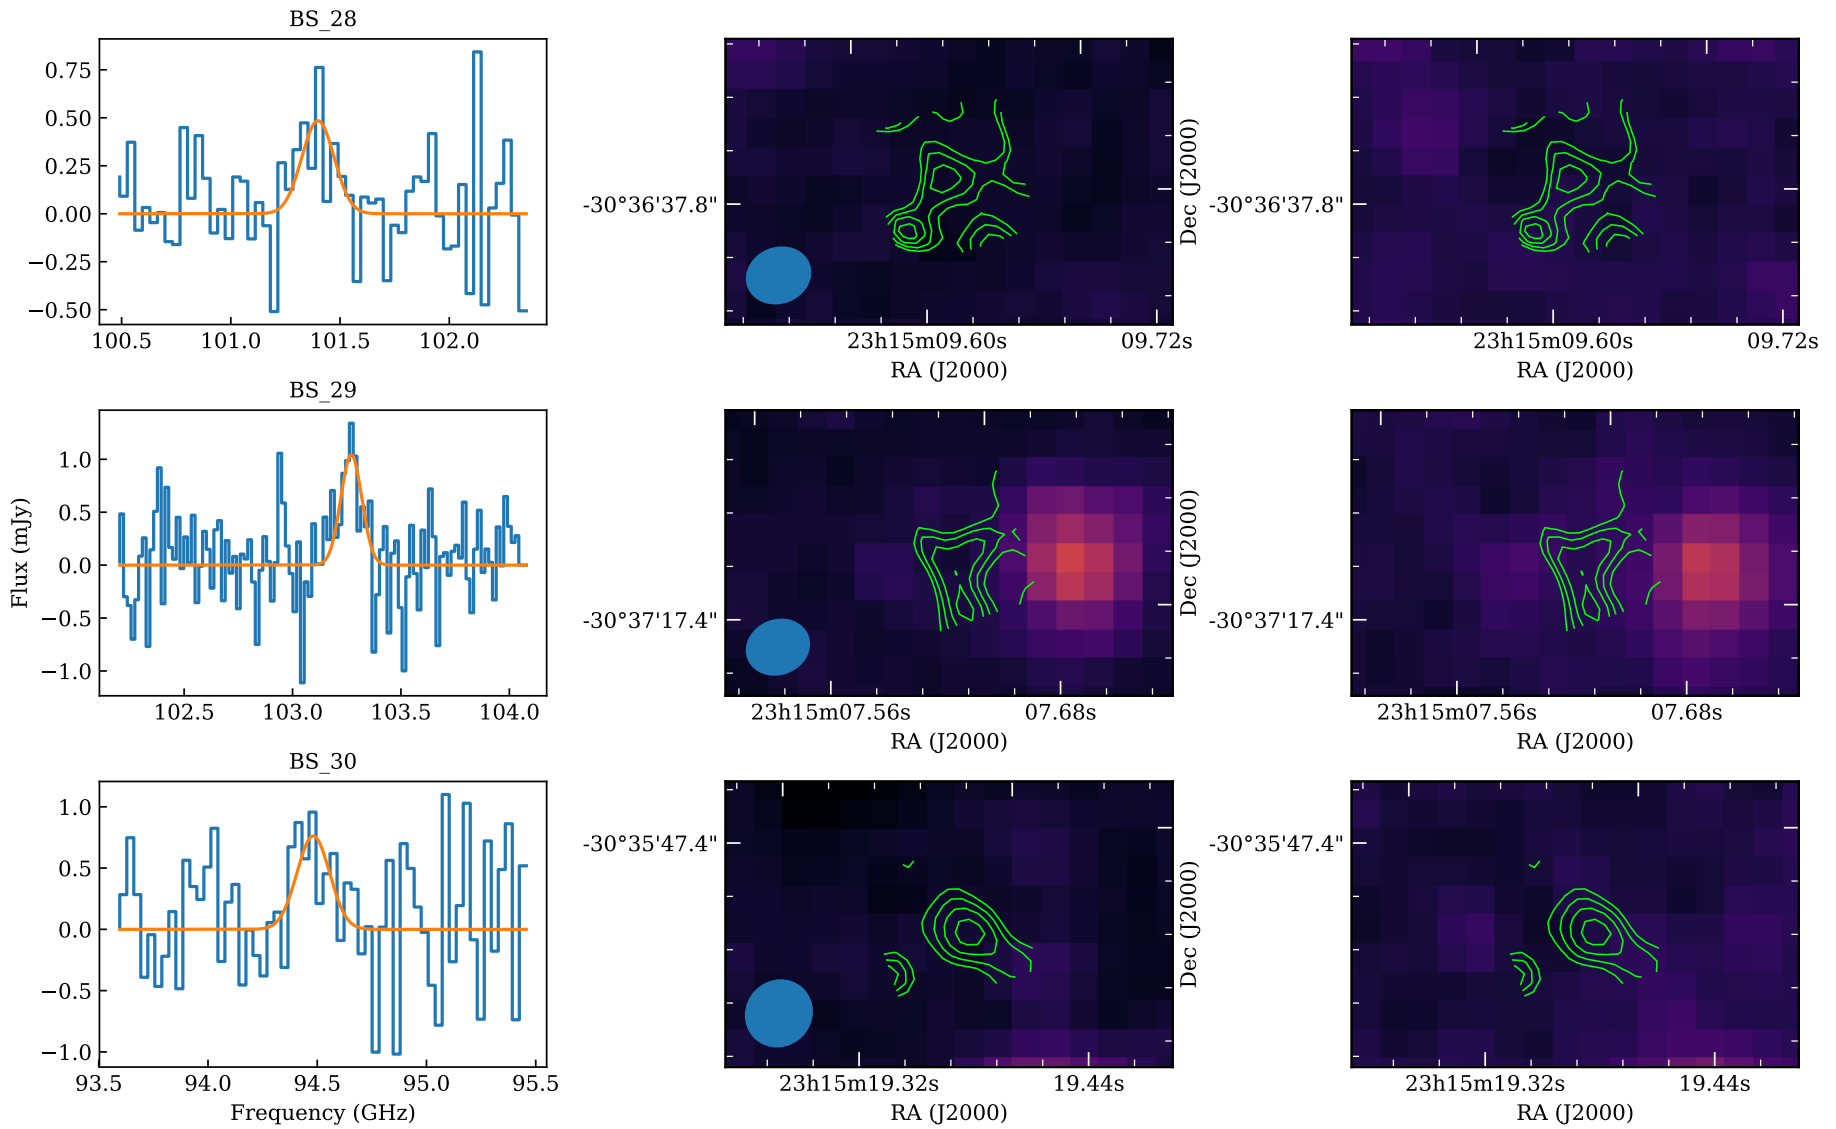 BS_28
0.75
0.50
0.25
0.00
−0.25
−0.50
100.5 101.0 101.5 102.0
-30°36'37.8"
23h15m09.60s 09.72s
RA (J2000)
Dec (J2000)
-30°36'37.8"
23h15m09.60s 09.72s
RA (J2000)
BS_29
Flux (mJy)
1.0
0.5
0.0
−0.5
−1.0
102.5 103.0 103.5 104.0
-30°37'17.4"
23h15m07.56s 07.68s
RA (J2000)
Dec (J2000)
-30°37'17.4"
23h15m07.56s 07.68s
RA (J2000)
BS_30
1.0
0.5
0.0
−0.5
−1.0
93.5 94.0 94.5 95.0 95.5
Frequency (GHz)
-30°35'47.4"
23h15m19.32s 19.44s
RA (J2000)
Dec (J2000)
-30°35'47.4"
23h15m19.32s 19.44s
RA (J2000)